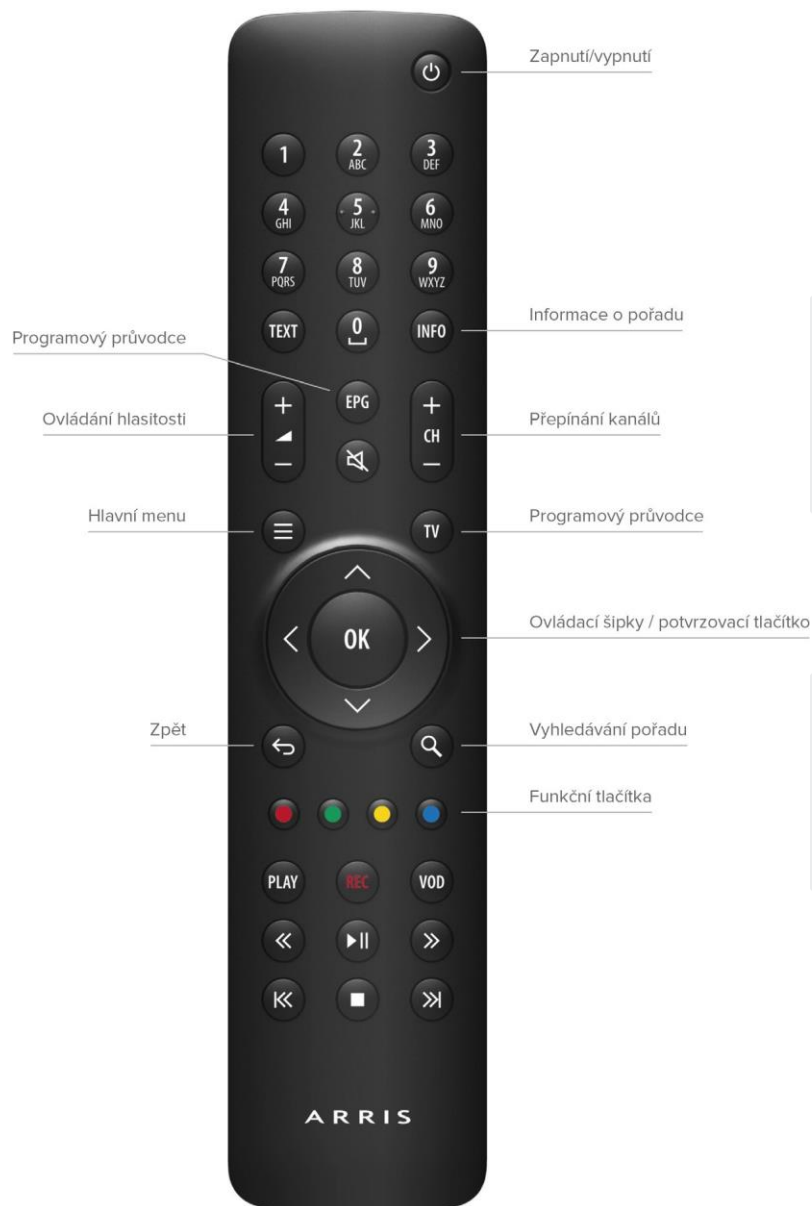 Zapnutí/vypnutí
1 2 3
ABC DEF
4 5 6
GHI JKL MNO
7 8 9
PQRS TUV WXYZ
TEXT 0 INFO
Informace o pořadu
Programový průvodce
EPG
+ +
Ovládání hlasitosti
CH
Přepínání kanálů
− −
Hlavní menu
TV
Programový průvodce
OK
Ovládací šipky / potvrzovací tlačítko
Zpět
Vyhledávání pořadu
Funkční tlačítka
PLAY REC VOD
ARRIS